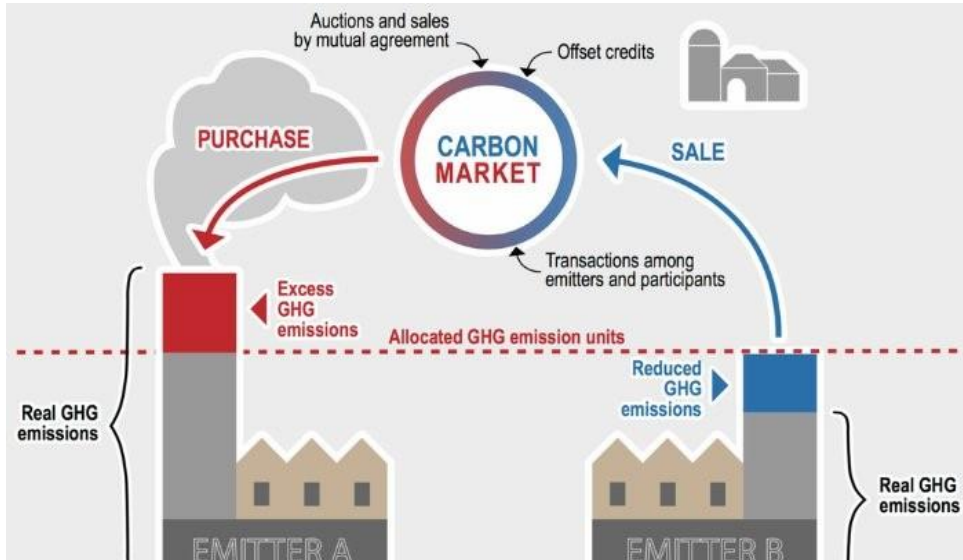 Auctions and sales
by mutual agreement
Offset credits
PURCHASE
CARBON
MARKET
SALE
Transactions among
emitters and participants
Excess
GHG
emissions
Allocated GHG emission units
Reduced
GHG
emissions
Real GHG
emissions
Real GHG
emissions
EMITTER A
EMITTER B